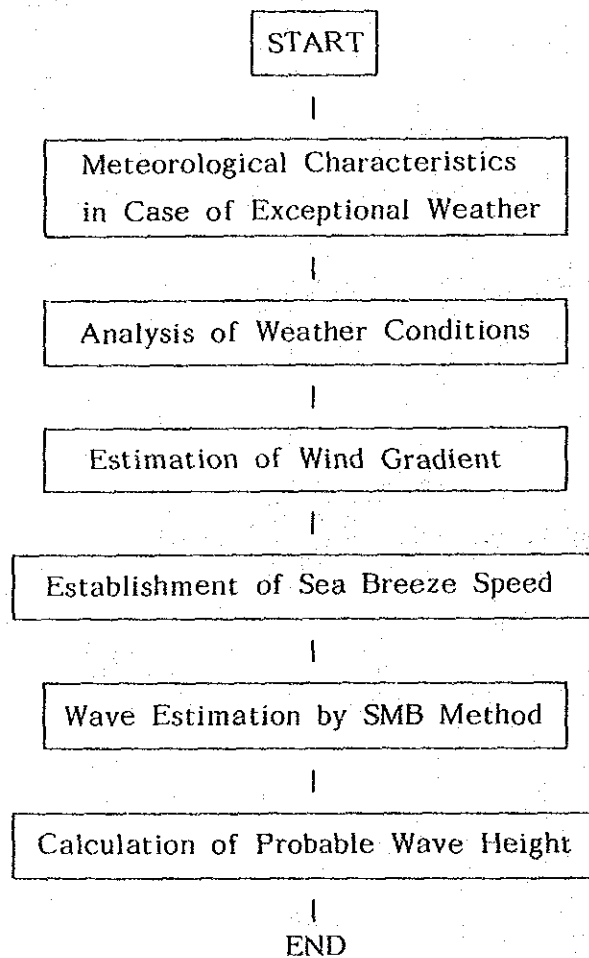 START
Meteorological Characteristics
in Case of Exceptional Weather
Analysis of Weather Conditions
Estimation of Wind Gradient
Establishment of Sea Breeze Speed
Wave Estimation by SMB Method
Calculation of Probable Wave Height
END